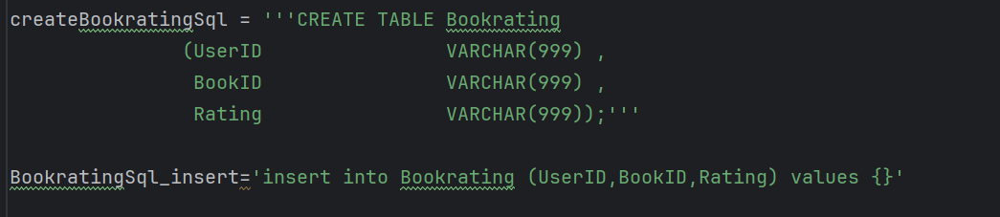 createBookratingSql = '''CREATE TABLE Bookrating
(UserID VARCHAR(999) ,
BookID VARCHAR(999) ,
Rating VARCHAR(999));'''
BookratingSql_insert='insert into Bookrating (UserID,BookID,Rating) values {}'